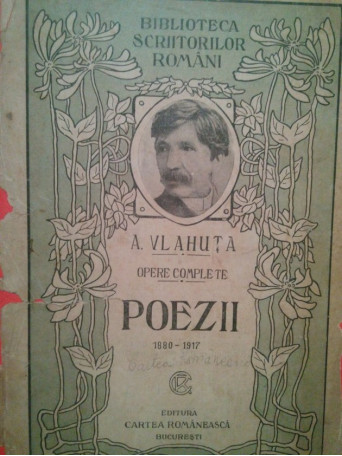 BIBLIOTECA
SCRIITORILOR
ROMÂNI
A. VLAHUȚĂ
OPERE COMPLETE
POEZII
1880-1917
EDITURA
CARTEA ROMÂNEASCĂ
BUCUREȘTI